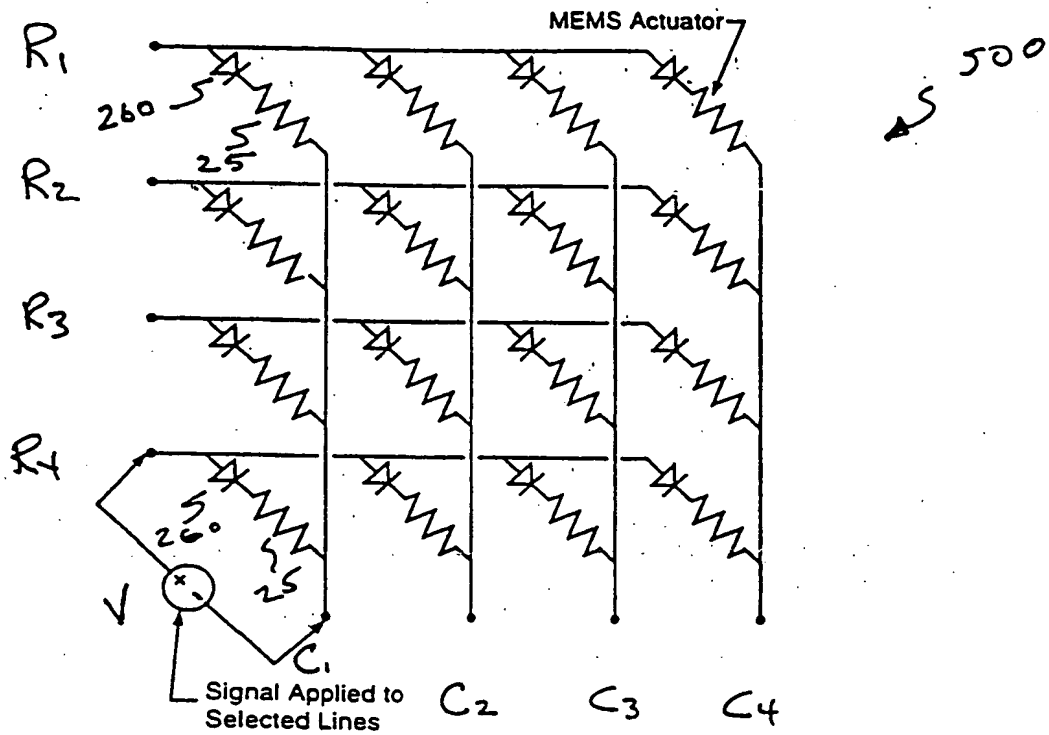 MEMS Actuator
R1
500
260
25
R2
R3
R4
260
25
V
+
-
C1
Signal Applied to
Selected Lines
C2
C3
C4